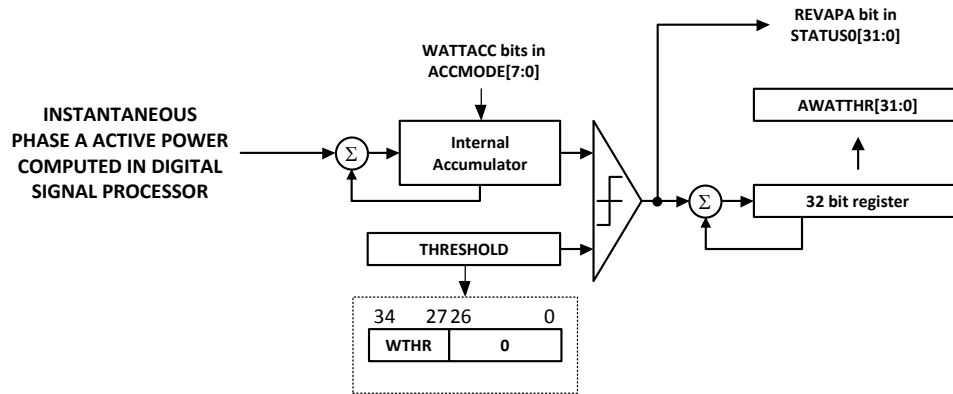 REVAPA bit in
STATUS0[31:0]
WATTACC bits in
ACCMODE[7:0]
INSTANTANEOUS
PHASE A ACTIVE POWER
COMPUTED IN DIGITAL
SIGNAL PROCESSOR
Σ
Internal
Accumulator
AWATTHR[31:0]
Σ
32 bit register
THRESHOLD
34 27 26 0
WTHR 0